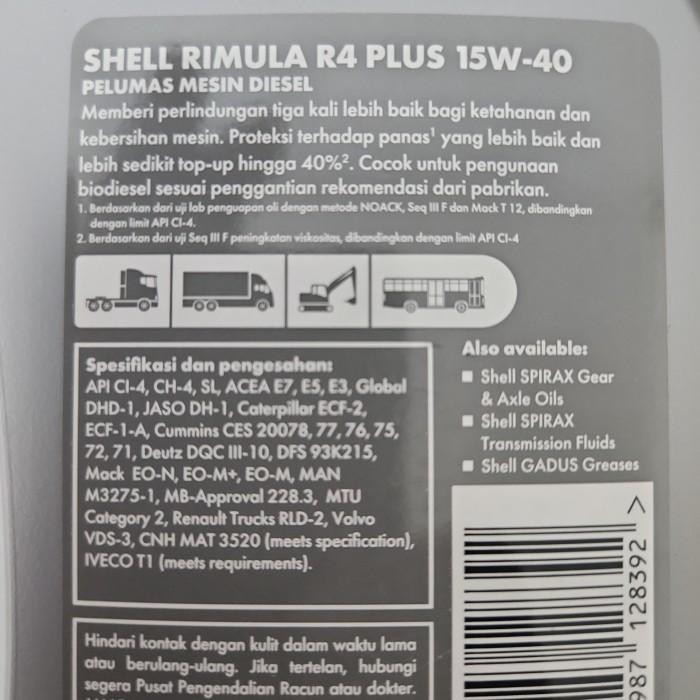 SHELL RIMULA R4 PLUS 15W-40
PELUMAS MESIN DIESEL
Memberi perlindungan tiga kali lebih baik bagi ketahanan dan
kebersihan mesin. Proteksi terhadap panas¹ yang lebih baik dan
lebih sedikit top-up hingga 40%². Cocok untuk pengunaan
biodiesel sesuai penggantian rekomendasi dari pabrikan.
1. Berdasarkan dari uji lab penguapan oli dengan metode NOACK, Seq III F dan Mack T 12, dibandingkan
dengan limit API CI-4.
2. Berdasarkan dari uji Seq III F peningkatan viskositas, dibandingkan dengan limit API CI-4
Spesifikasi dan pengesahan:
API CI-4, CH-4, SL, ACEA E7, E5, E3, Global
DHD-1, JASO DH-1, Caterpillar ECF-2,
ECF-1-A, Cummins CES 20078, 77, 76, 75,
72, 71, Deutz DQC III-10, DFS 93K215,
Mack EO-N, EO-M+, EO-M, MAN
M3275-1, MB-Approval 228.3, MTU
Category 2, Renault Trucks RLD-2, Volvo
VDS-3, CNH MAT 3520 (meets specification),
IVECO T1 (meets requirements).
Also available:
Shell SPIRAX Gear
& Axle Oils
Shell SPIRAX
Transmission Fluids
Shell GADUS Greases
987 128392 >
Hindari kontak dengan kulit dalam waktu lama
atau berulang-ulang. Jika tertelan, hubungi
segera Pusat Pengendalian Racun atau dokter.